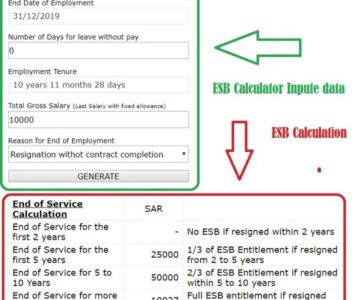 End Date of Employment
31/12/2019
Number of Days for leave without pay
0
Employment Tenure
10 years 11 months 28 days
Total Gross Salary (Last Salary with fixed allowance)
10000
Reason for End of Employment
Resignation withot contract completion
GENERATE
ESB Calculator Inpute data
ESB Calculation
End of Service Calculation SAR
End of Service for the first 2 years - No ESB if resigned within 2 years
End of Service for the first 5 years 25000 1/3 of ESB Entitlement if resigned from 2 to 5 years
End of Service for 5 to 10 Years 50000 2/3 of ESB Entitlement if resigned within 5 to 10 years
End of Service for more Full ESB entitlement if resigned